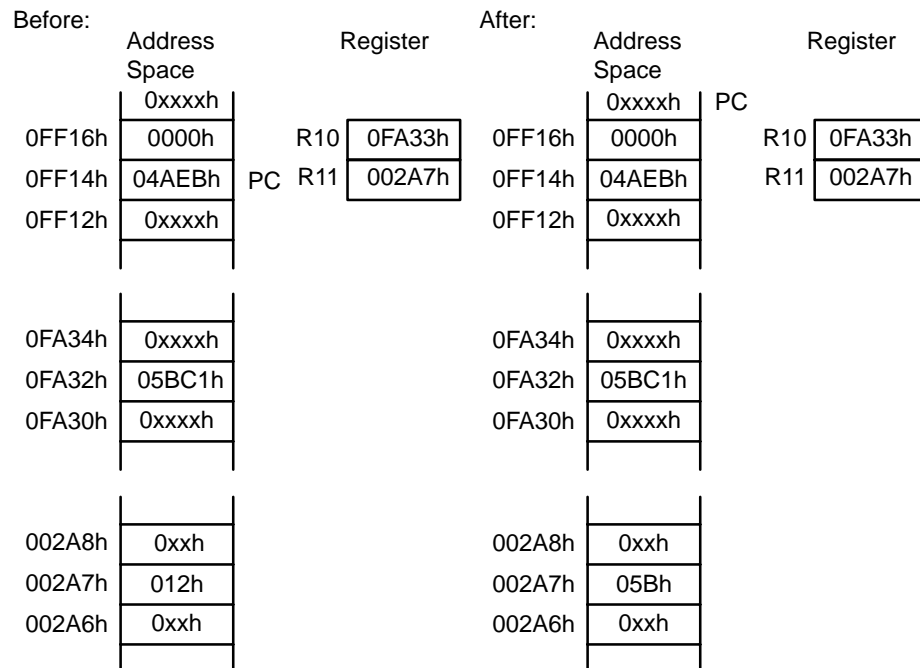 Before: After:
Address Register Address Register
Space Space
0xxxxh 0xxxxh PC
0FF16h 0000h R10 0FA33h 0FF16h 0000h R10 0FA33h
0FF14h 04AEBh PC R11 002A7h 0FF14h 04AEBh R11 002A7h
0FF12h 0xxxxh 0FF12h 0xxxxh
0FA34h 0xxxxh 0FA34h 0xxxxh
0FA32h 05BC1h 0FA32h 05BC1h
0FA30h 0xxxxh 0FA30h 0xxxxh
002A8h 0xxh 002A8h 0xxh
002A7h 012h 002A7h 05Bh
002A6h 0xxh 002A6h 0xxh